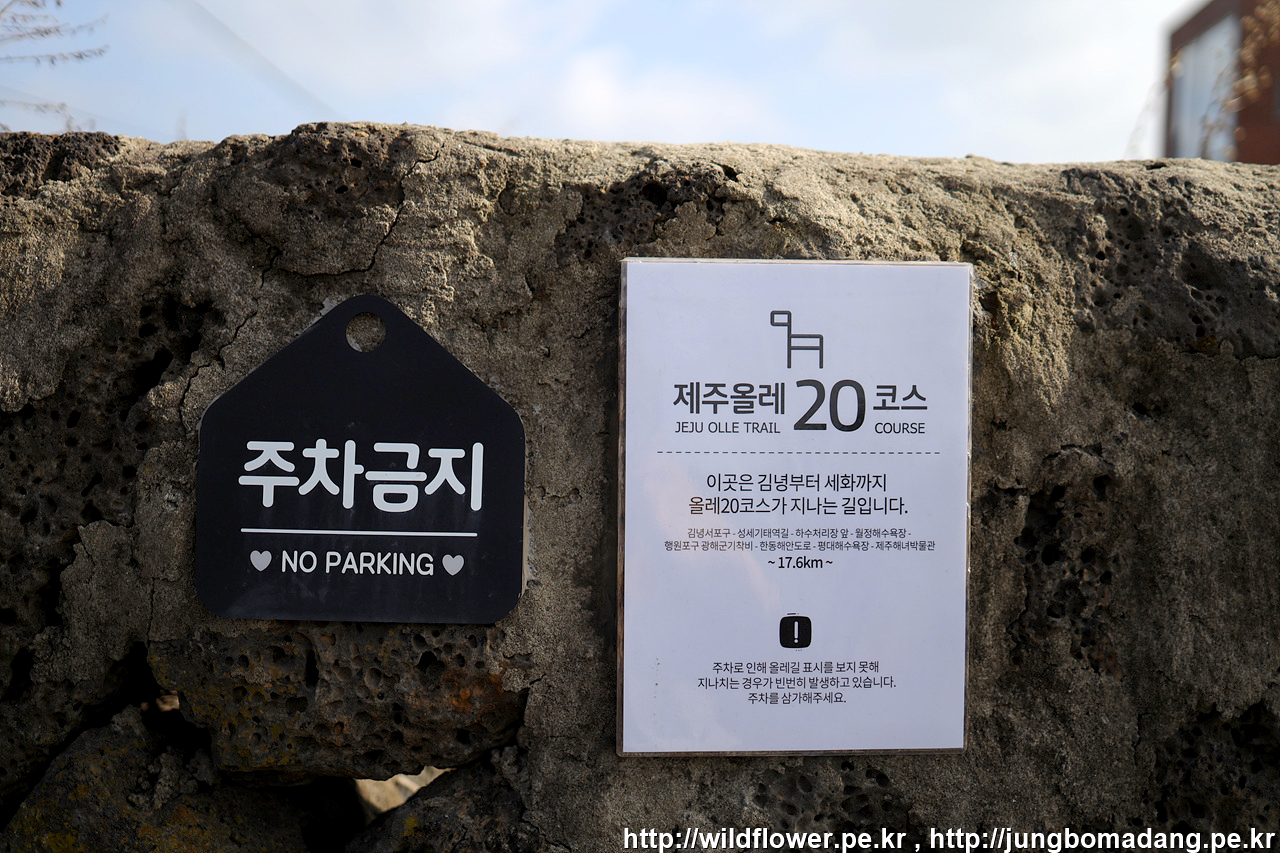 주차금지
NO PARKING
제주올레 20 코스
JEJU OLLE TRAIL COURSE
이곳은 김녕부터 세화까지
올레20코스가 지나는 길입니다.
김녕서포구 - 성세기태역길 - 하수처리장 앞 - 월정해수욕장 -
행원포구 광해군기착비 - 한동해안도로 - 평대해수욕장 - 제주해녀박물관
~ 17.6km ~
!
주차로 인해 올레길 표시를 보지 못해
지나치는 경우가 빈번히 발생하고 있습니다.
주차를 삼가해주세요.
http://wildflower.pe.kr , http://jungbomadang.pe.kr